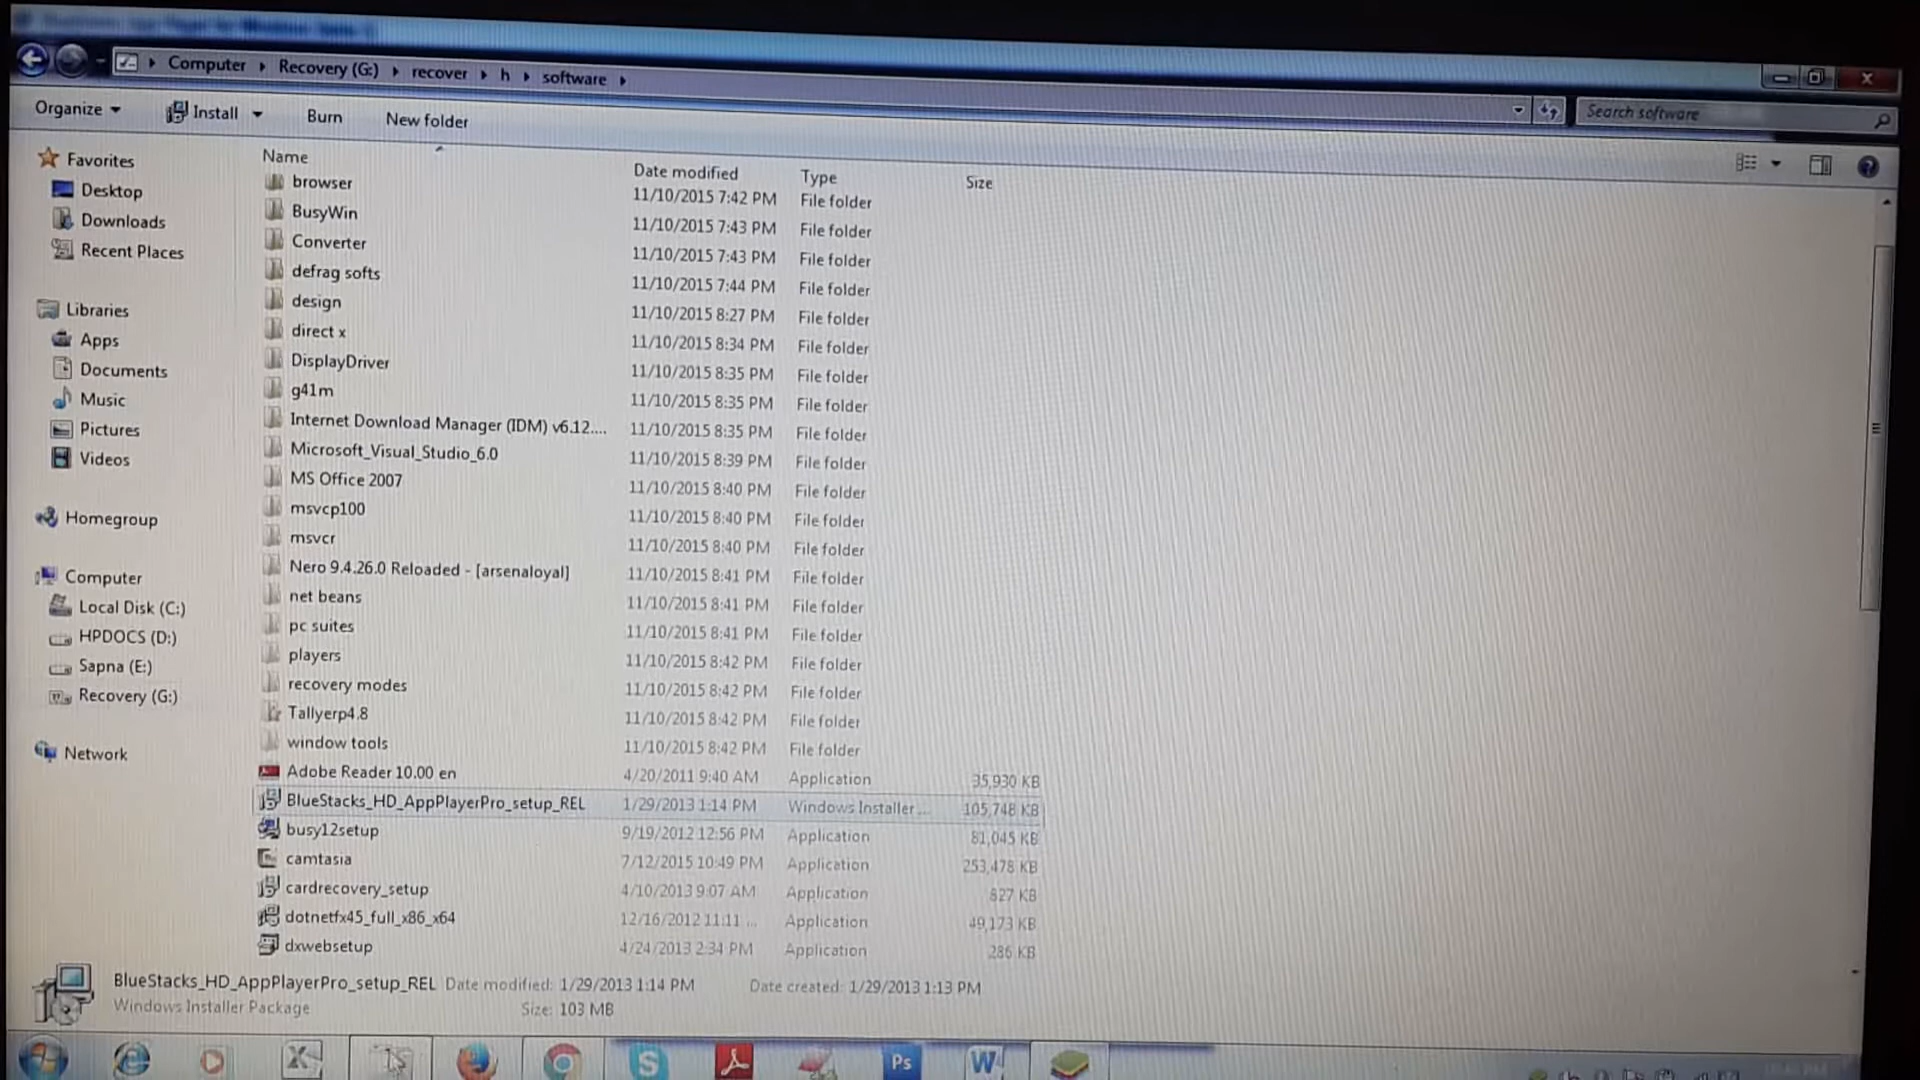 Computer Recovery (G:) recover h software
Search software
Organize Install Burn New folder
Name Date modified Type Size
Favorites
Desktop
Downloads
Recent Places
Libraries
Apps
Documents
Music
Pictures
Videos
Homegroup
Computer
Local Disk (C:)
HPDOCS (D:)
Sapna (E:)
Recovery (G:)
Network
browser 11/10/2015 7:42 PM File folder
BusyWin 11/10/2015 7:43 PM File folder
Converter 11/10/2015 7:43 PM File folder
defrag softs 11/10/2015 7:44 PM File folder
design 11/10/2015 8:27 PM File folder
direct x 11/10/2015 8:34 PM File folder
DisplayDriver 11/10/2015 8:35 PM File folder
g41m 11/10/2015 8:35 PM File folder
Internet Download Manager (IDM) v6.12.... 11/10/2015 8:35 PM File folder
Microsoft_Visual_Studio_6.0 11/10/2015 8:39 PM File folder
MS Office 2007 11/10/2015 8:40 PM File folder
msvcp100 11/10/2015 8:40 PM File folder
msvcr 11/10/2015 8:40 PM File folder
Nero 9.4.26.0 Reloaded - [arsenaloyal] 11/10/2015 8:41 PM File folder
net beans 11/10/2015 8:41 PM File folder
pc suites 11/10/2015 8:41 PM File folder
players 11/10/2015 8:42 PM File folder
recovery modes 11/10/2015 8:42 PM File folder
Tallyerp4.8 11/10/2015 8:42 PM File folder
window tools 11/10/2015 8:42 PM File folder
Adobe Reader 10.00 en 4/20/2011 9:40 AM Application 35,930 KB
BlueStacks_HD_AppPlayerPro_setup_REL 1/29/2013 1:14 PM Windows Installer ... 105,748 KB
busy12setup 9/19/2012 12:56 PM Application 81,045 KB
camtasia 7/12/2015 10:49 PM Application 253,478 KB
cardrecovery_setup 4/10/2013 9:07 AM Application 827 KB
dotnetfx45_full_x86_x64 12/16/2012 11:11 ... Application 49,173 KB
dxwebsetup 4/24/2013 2:34 PM Application 286 KB
BlueStacks_HD_AppPlayerPro_setup_REL Date modified: 1/29/2013 1:14 PM Date created: 1/29/2013 1:13 PM
Windows Installer Package Size: 103 MB
Ps